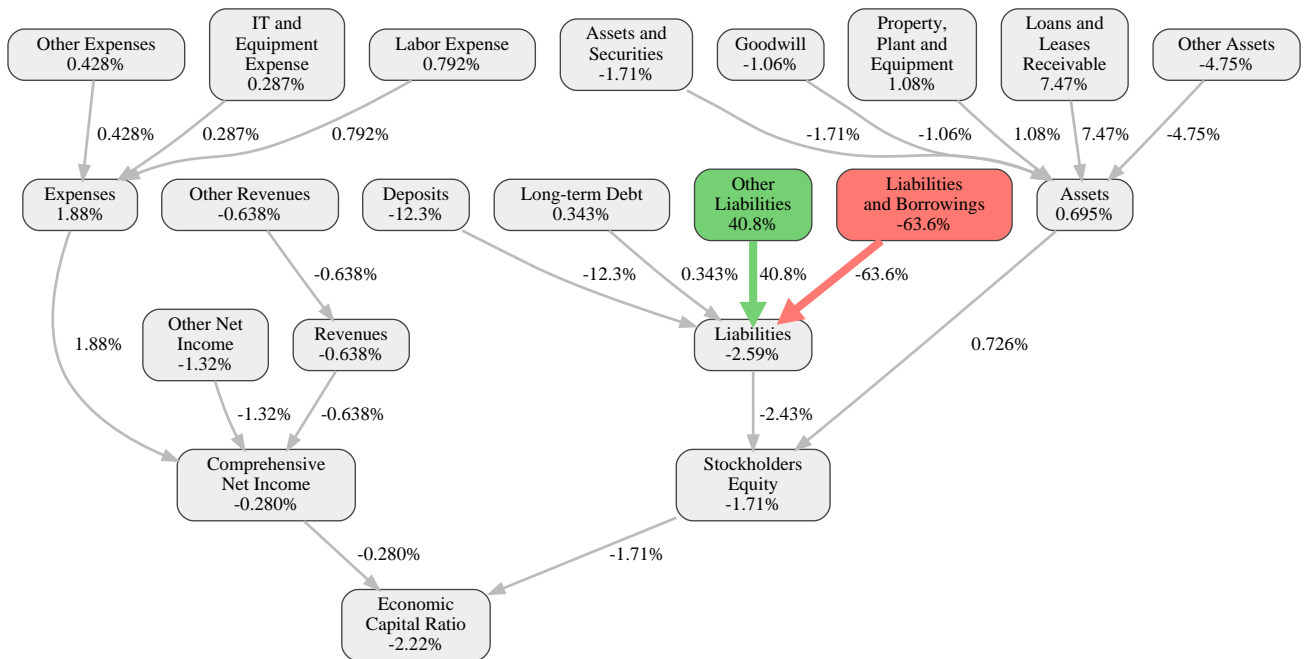 Other Expenses
0.428%
IT and
Equipment
Expense
0.287%
Labor Expense
0.792%
Assets and
Securities
-1.71%
Goodwill
-1.06%
Property,
Plant and
Equipment
1.08%
Loans and
Leases
Receivable
7.47%
Other Assets
-4.75%
0.428%
0.287%
0.792%
-1.71%
-1.06%
1.08%
7.47%
-4.75%
Expenses
1.88%
Other Revenues
-0.638%
Deposits
-12.3%
Long-term Debt
0.343%
Other
Liabilities
40.8%
Liabilities
and Borrowings
-63.6%
Assets
0.695%
-0.638%
-12.3%
0.343%
40.8%
-63.6%
Other Net
Income
-1.32%
Revenues
-0.638%
Liabilities
-2.59%
1.88%
0.726%
-1.32%
-0.638%
-2.43%
Comprehensive
Net Income
-0.280%
Stockholders
Equity
-1.71%
-0.280%
-1.71%
Economic
Capital Ratio
-2.22%